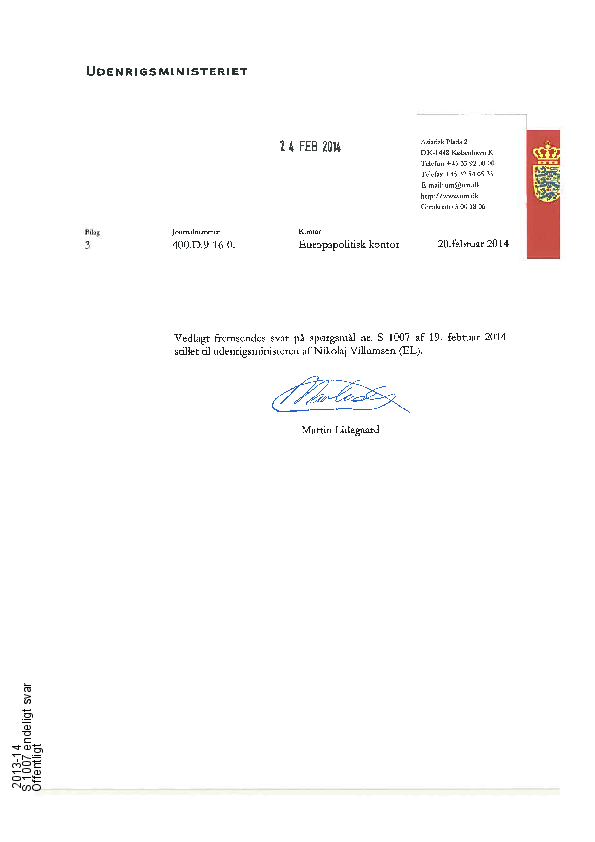 UDENRIGSMINISTERIET
24 FEB 2014
Asiatisk Plads 2
DK-1448 København K
Telefon +45 33 92 00 00
Telefax +45 32 54 05 33
E-mail: um@um.dk
http://www.um.dk
Girokonto 3 00 18 06
Bilag Journalnummer Kontor
3 400.D.9-16-0. Europapolitisk kontor 20.februar 2014
Vedlagt fremsendes svar på spørgsmål nr. S 1007 af 19. februar 2014
stillet til udenrigsministeren af Nikolaj Villumsen (EL).
Martin Lidegaard
2013-14
S 1007 endeligt svar
Offentligt